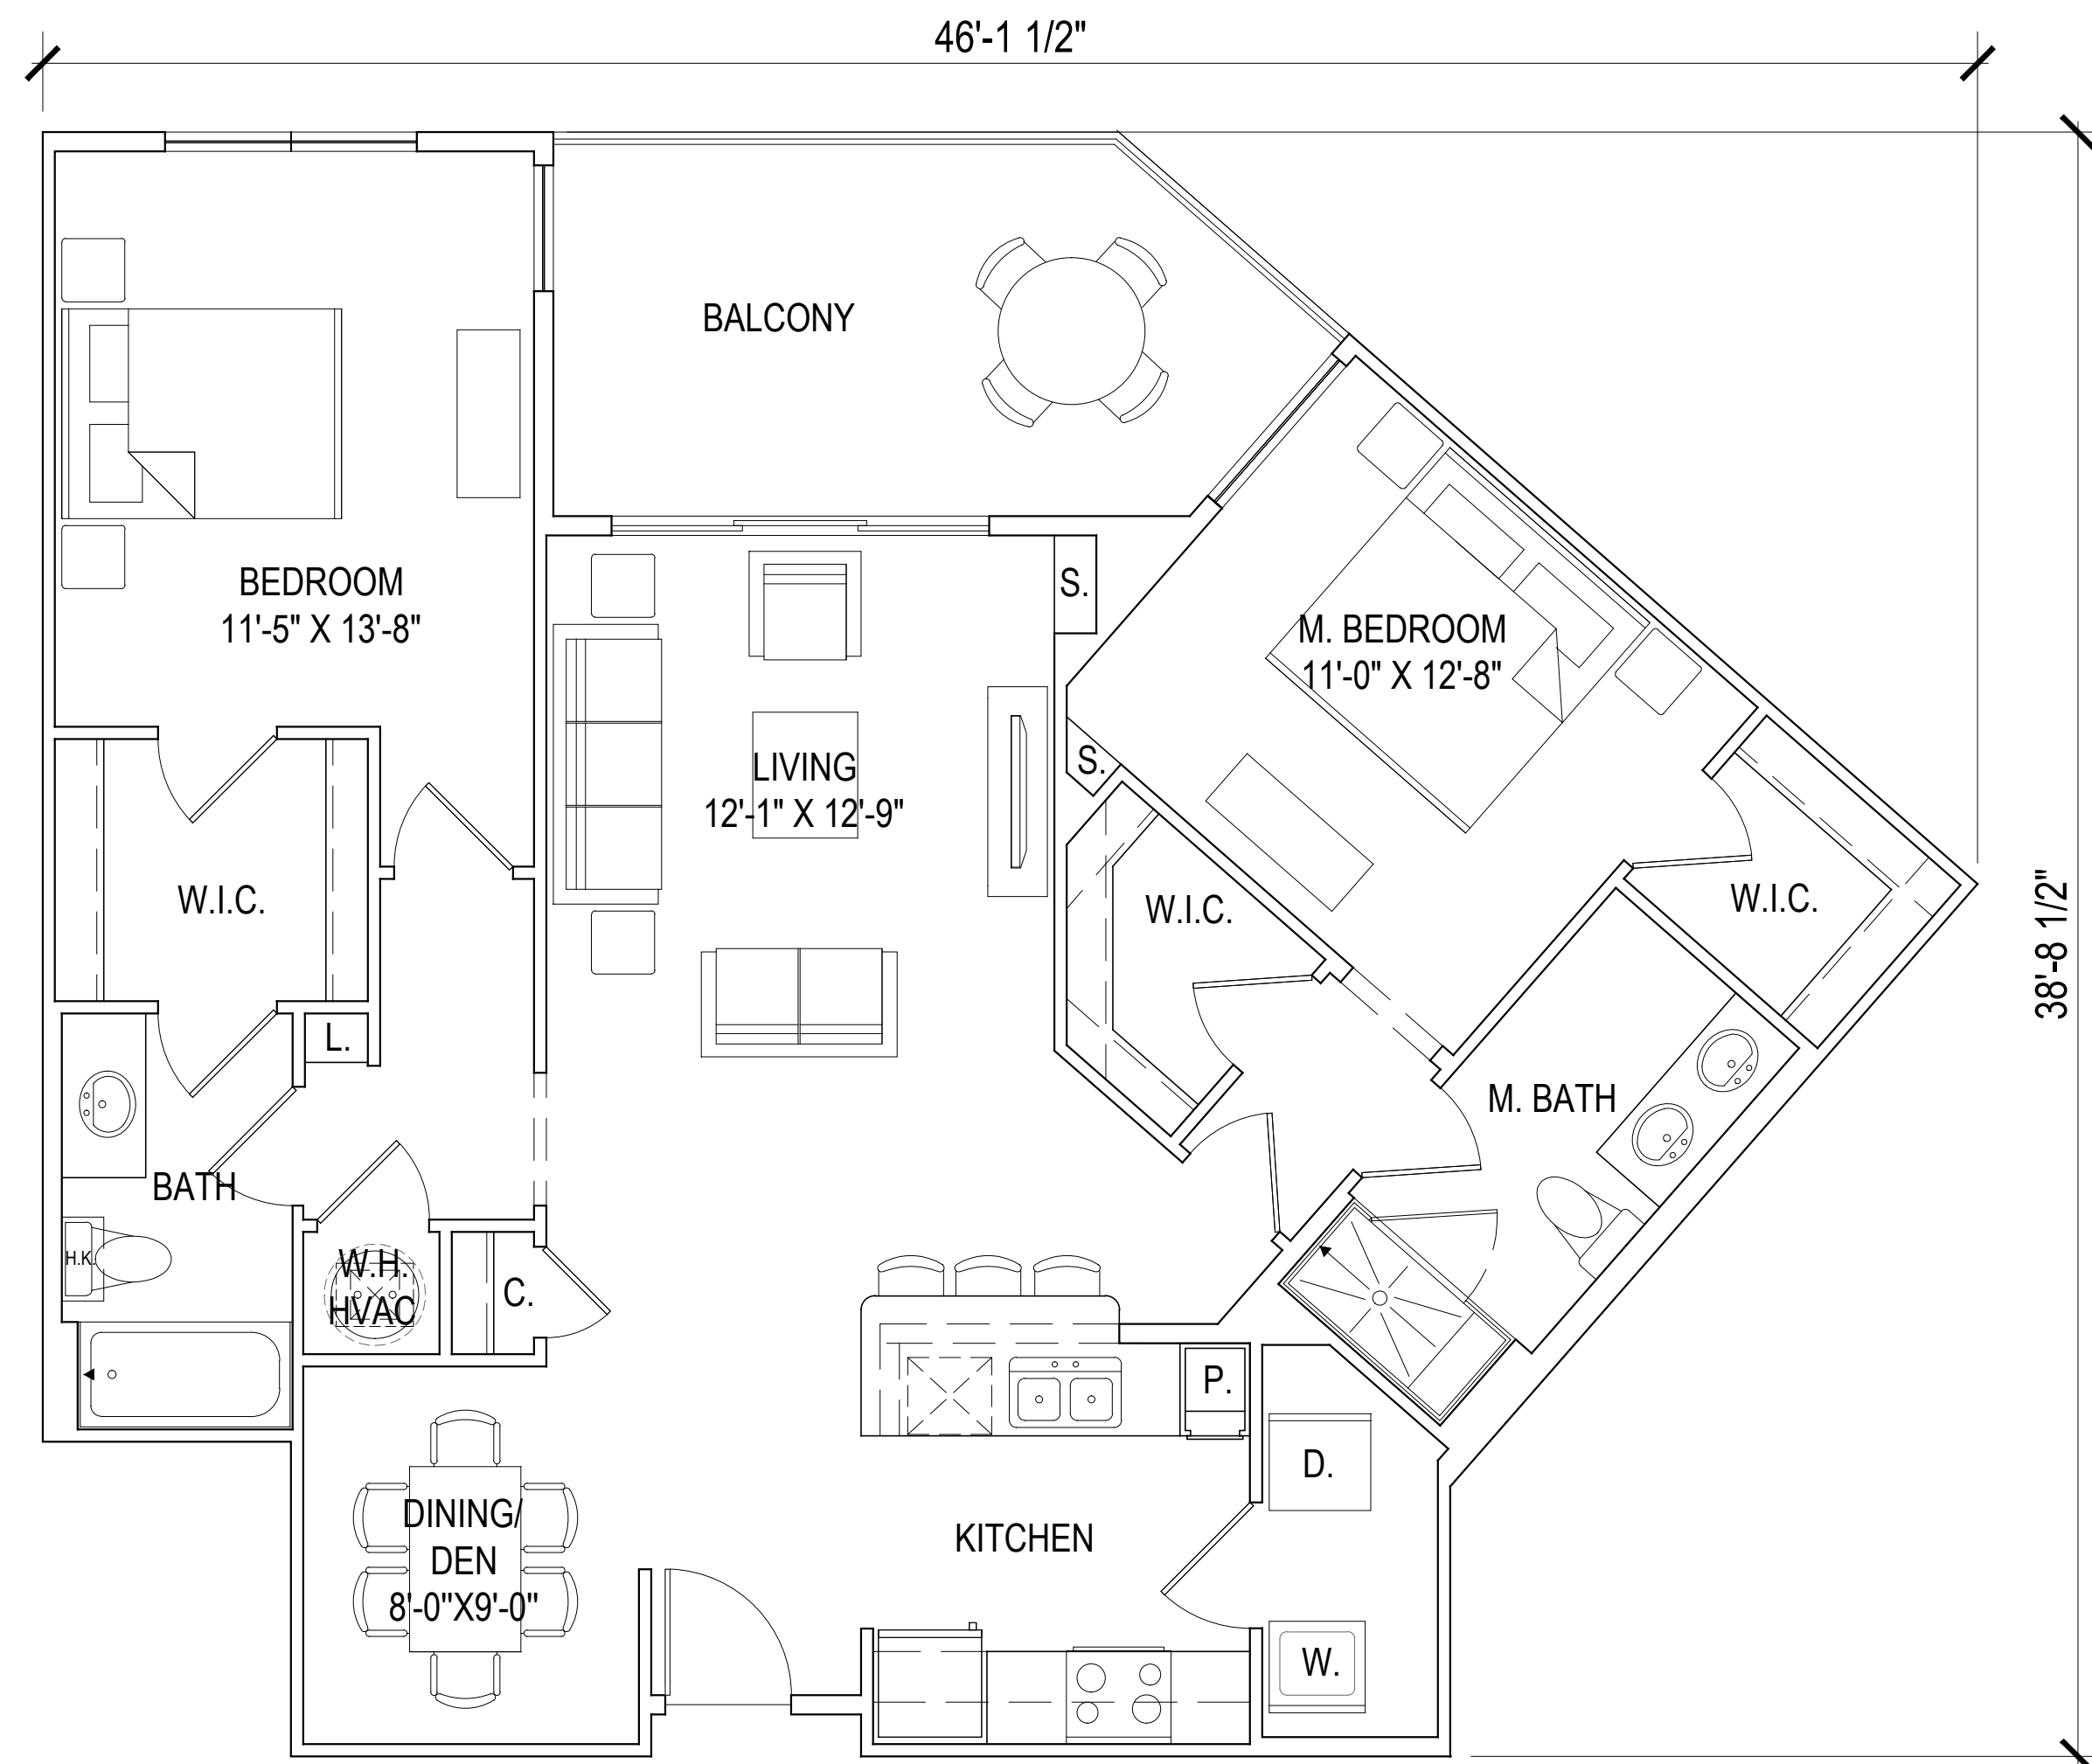 46'-1 1/2"
BALCONY
BEDROOM
11'-5" X 13'-8"
S.
M. BEDROOM
11'-0" X 12'-8"
S.
LIVING
12'-1" X 12'-9"
W.I.C.
W.I.C.
W.I.C.
38'-8 1/2"
L.
M. BATH
BATH
H.K.
W.H.
HVAC
C.
P.
D.
DINING/
DEN
8'-0"X9'-0"
KITCHEN
W.